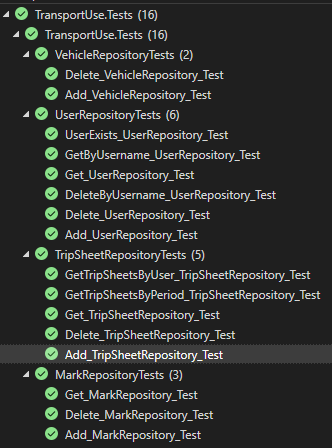 TransportUse.Tests (16)
TransportUse.Tests (16)
VehicleRepositoryTests (2)
Delete_VehicleRepository_Test
Add_VehicleRepository_Test
UserRepositoryTests (6)
UserExists_UserRepository_Test
GetByUsername_UserRepository_Test
Get_UserRepository_Test
DeleteByUsername_UserRepository_Test
Delete_UserRepository_Test
Add_UserRepository_Test
TripSheetRepositoryTests (5)
GetTripSheetsByUser_TripSheetRepository_Test
GetTripSheetsByPeriod_TripSheetRepository_Test
Get_TripSheetRepository_Test
Delete_TripSheetRepository_Test
Add_TripSheetRepository_Test
MarkRepositoryTests (3)
Get_MarkRepository_Test
Delete_MarkRepository_Test
Add_MarkRepository_Test